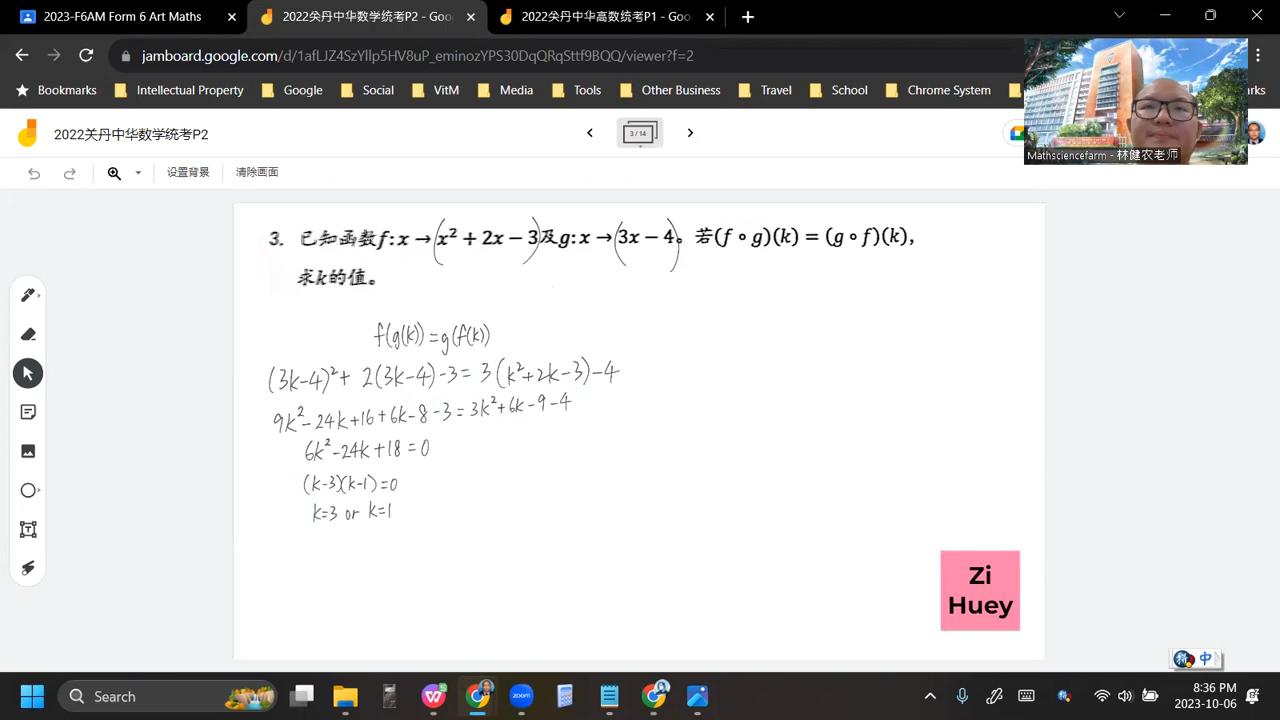 2023-F6AM Form 6 Art Maths
2022关丹中华数学统考P2 - Goo
2022关丹中华高数统考P1 - Goo
jamboard.google.com
Bookmarks Intellectual Property Google Social VitM Media Tools Other Business Travel School Chrome System
Mathsciencefarm - 林健农老师
2022关丹中华数学统考P2
3 / 14
设置背景 清除画面
3. 已知函数f: x → (x² + 2x − 3)及g: x → (3x − 4)。若(f ∘ g)(k) = (g ∘ f)(k),
求k的值。
f(g(k)) = g(f(k))
(3k-4)² + 2(3k-4) - 3 = 3(k²+2k-3) - 4
9k² - 24k + 16 + 6k - 8 - 3 = 3k² + 6k - 9 - 4
6k² - 24k + 18 = 0
(k-3)(k-1) = 0
k=3 or k=1
Zi
Huey
中
Search
8:36 PM
2023-10-06